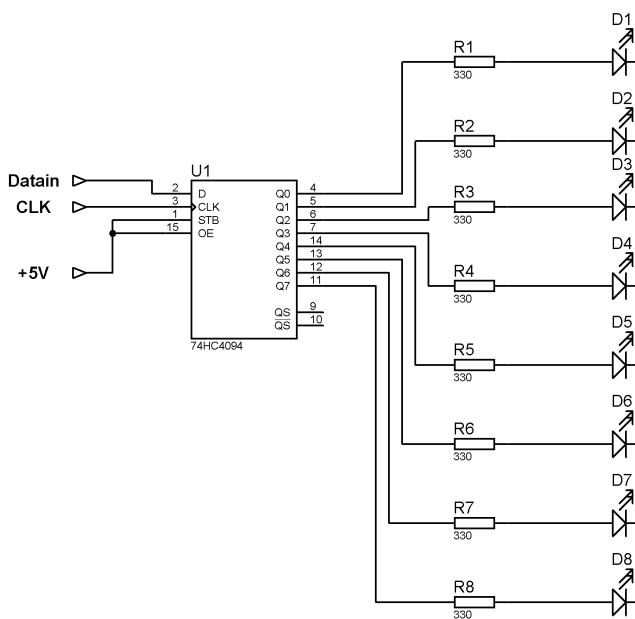 D1
R1
330
D2
R2
330
D3
R3
330
D4
R4
330
D5
R5
330
D6
R6
330
D7
R7
330
D8
R8
330
U1
Datain
CLK
+5V
2 D Q0 4
3 CLK Q1 5
1 STB Q2 6
15 OE Q3 7
Q4 14
Q5 13
Q6 12
Q7 11
QS 9
QS 10
74HC4094